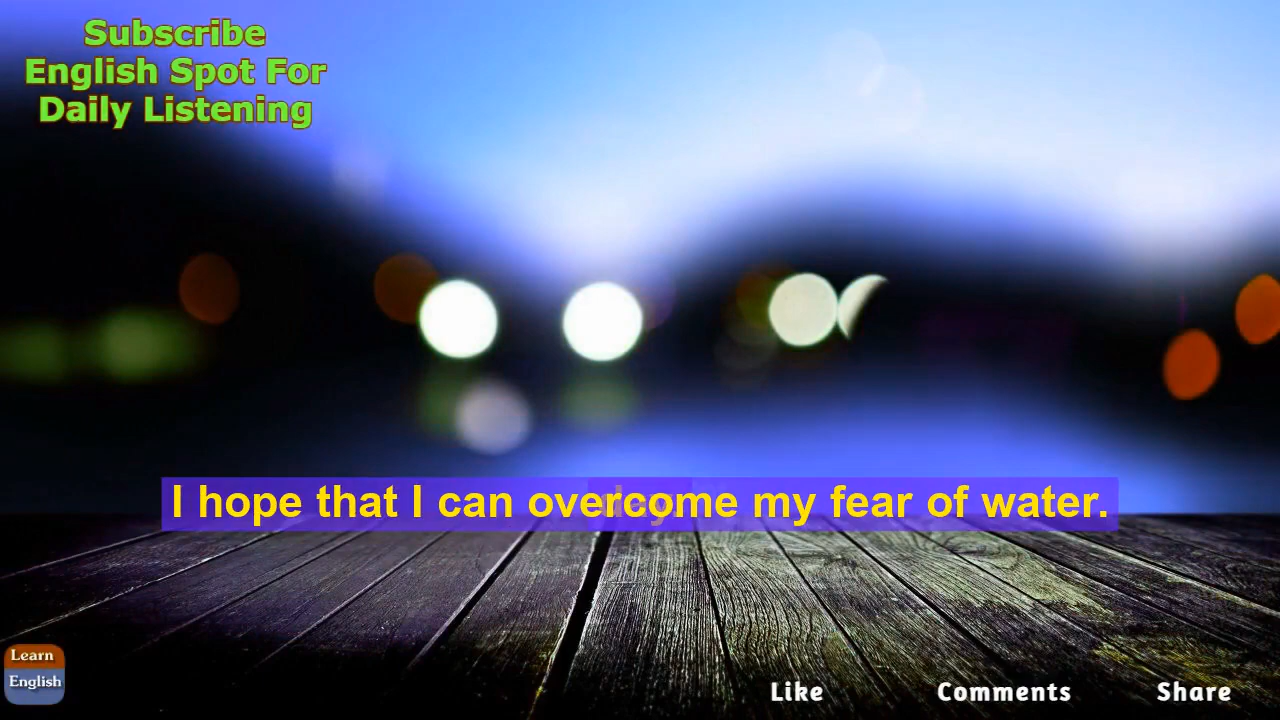 Subscribe
English Spot For
Daily Listening
I hope that I can overcome my fear of water.
Learn
English
Like Comments Share